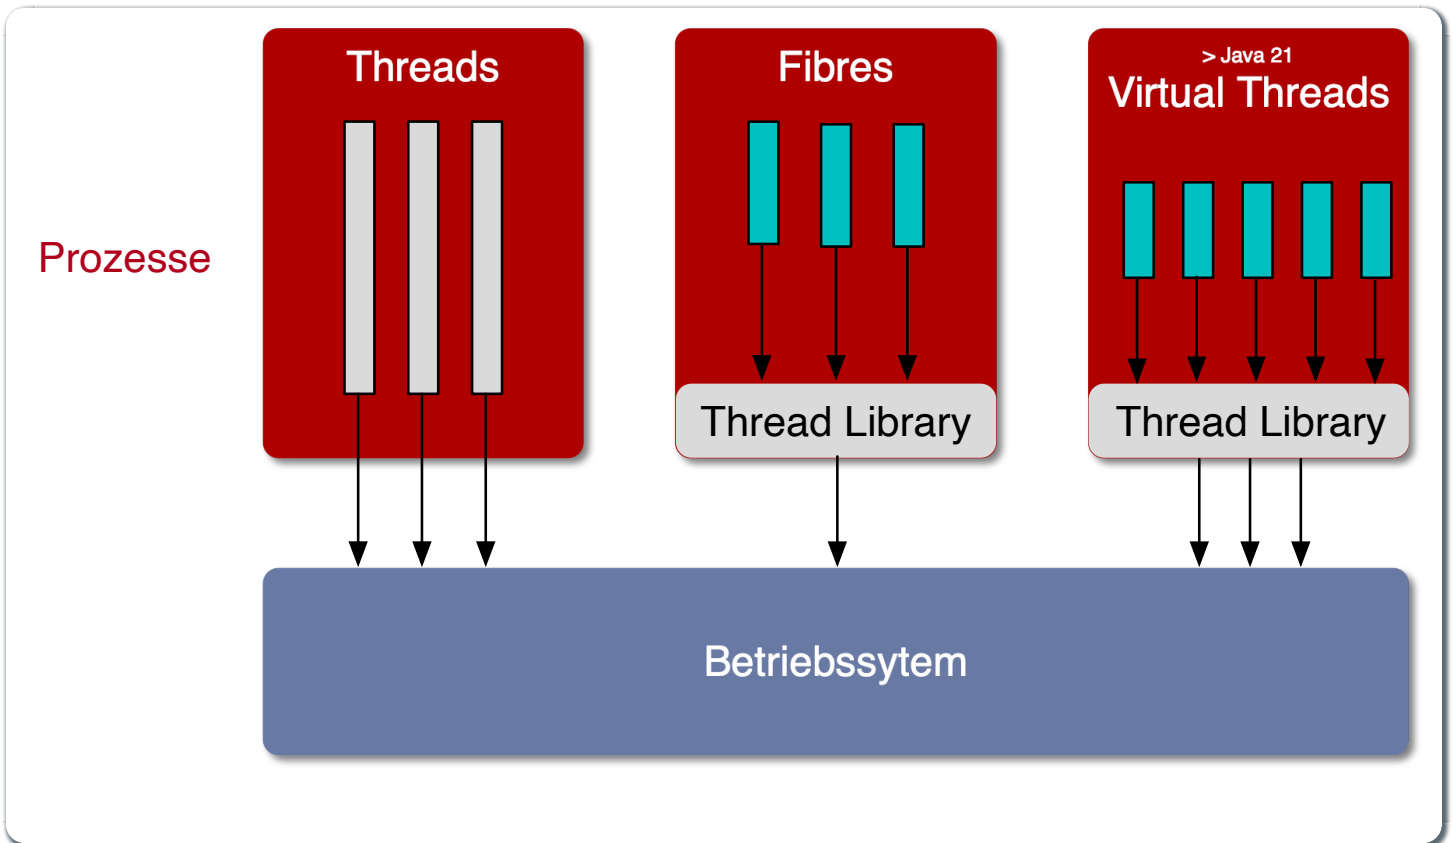 Threads
Fibres
> Java 21
Virtual Threads
Prozesse
Thread Library
Thread Library
Betriebssytem